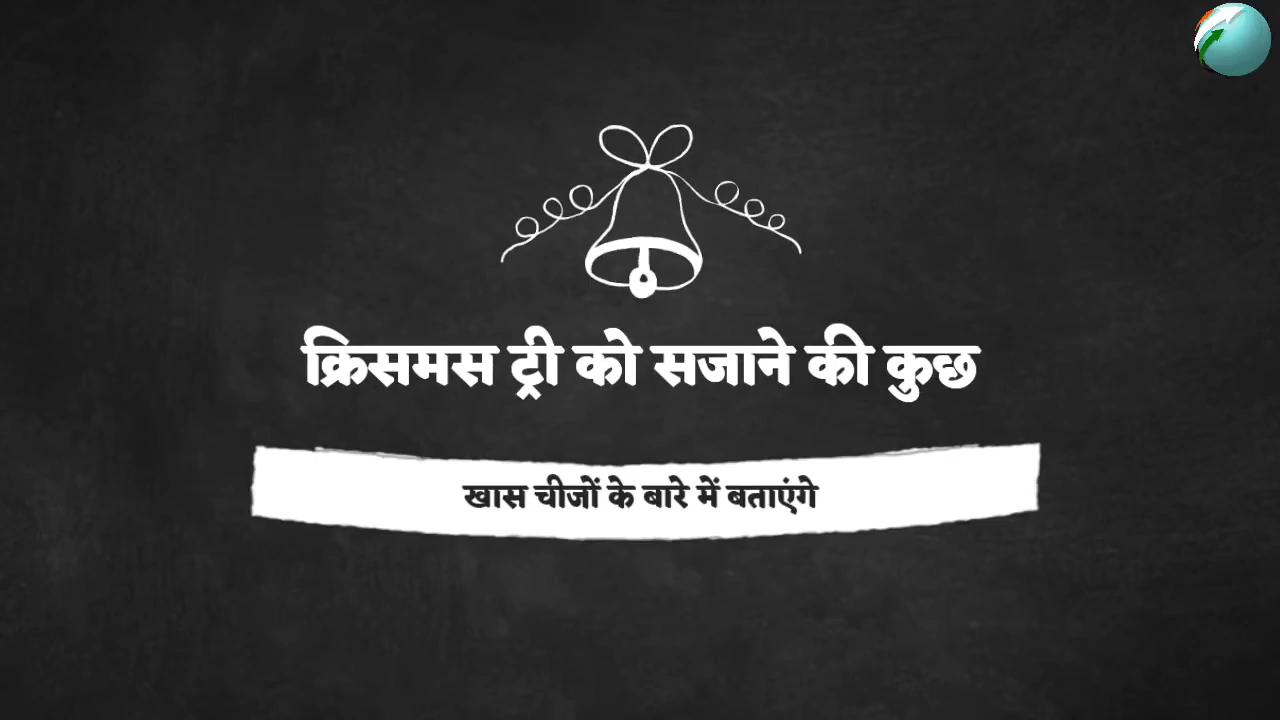 क्रिसमस ट्री को सजाने की कुछ
खास चीजों के बारे में बताएंगे